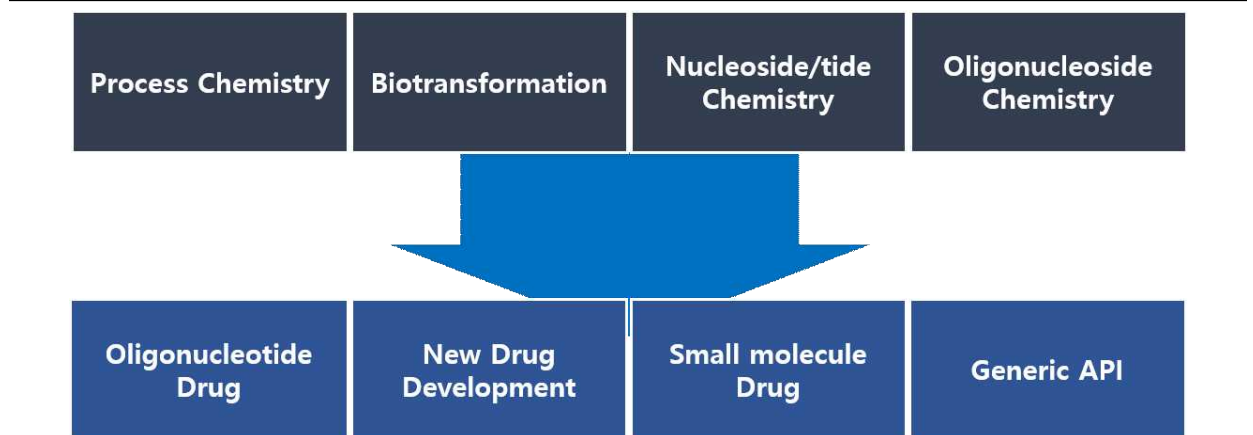 Process Chemistry
Biotransformation
Nucleoside/tide
Chemistry
Oligonucleoside
Chemistry
Oligonucleotide
Drug
New Drug
Development
Small molecule
Drug
Generic API